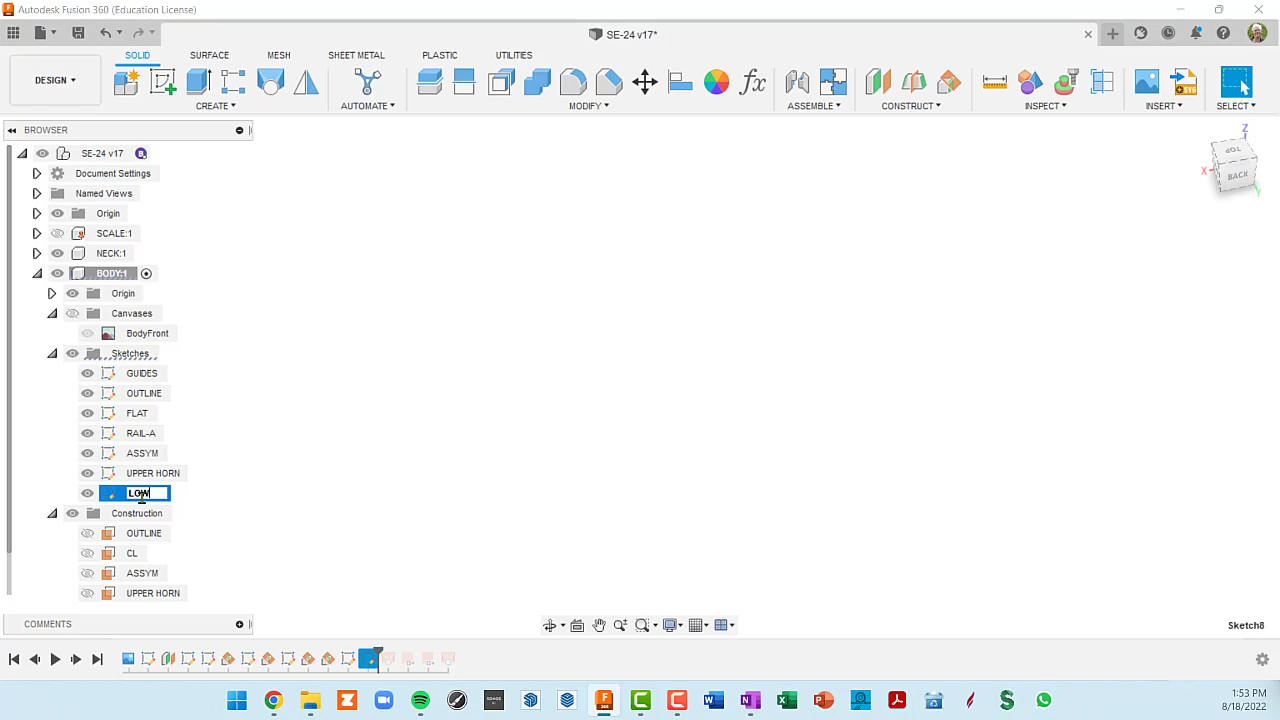 Autodesk Fusion 360 (Education License)
SE-24 v17*
DESIGN
SOLID SURFACE MESH SHEET METAL PLASTIC UTILITIES
CREATE AUTOMATE MODIFY ASSEMBLE CONSTRUCT INSPECT INSERT SELECT
BROWSER
SE-24 v17
Document Settings
Named Views
Origin
SCALE:1
NECK:1
BODY:1
Origin
Canvases
BodyFront
Sketches
GUIDES
OUTLINE
FLAT
RAIL-A
ASSYM
UPPER HORN
LOW
Construction
OUTLINE
CL
ASSYM
UPPER HORN
COMMENTS
Z
TOP
X
BACK
Y
Sketch8
1:53 PM
8/18/2022